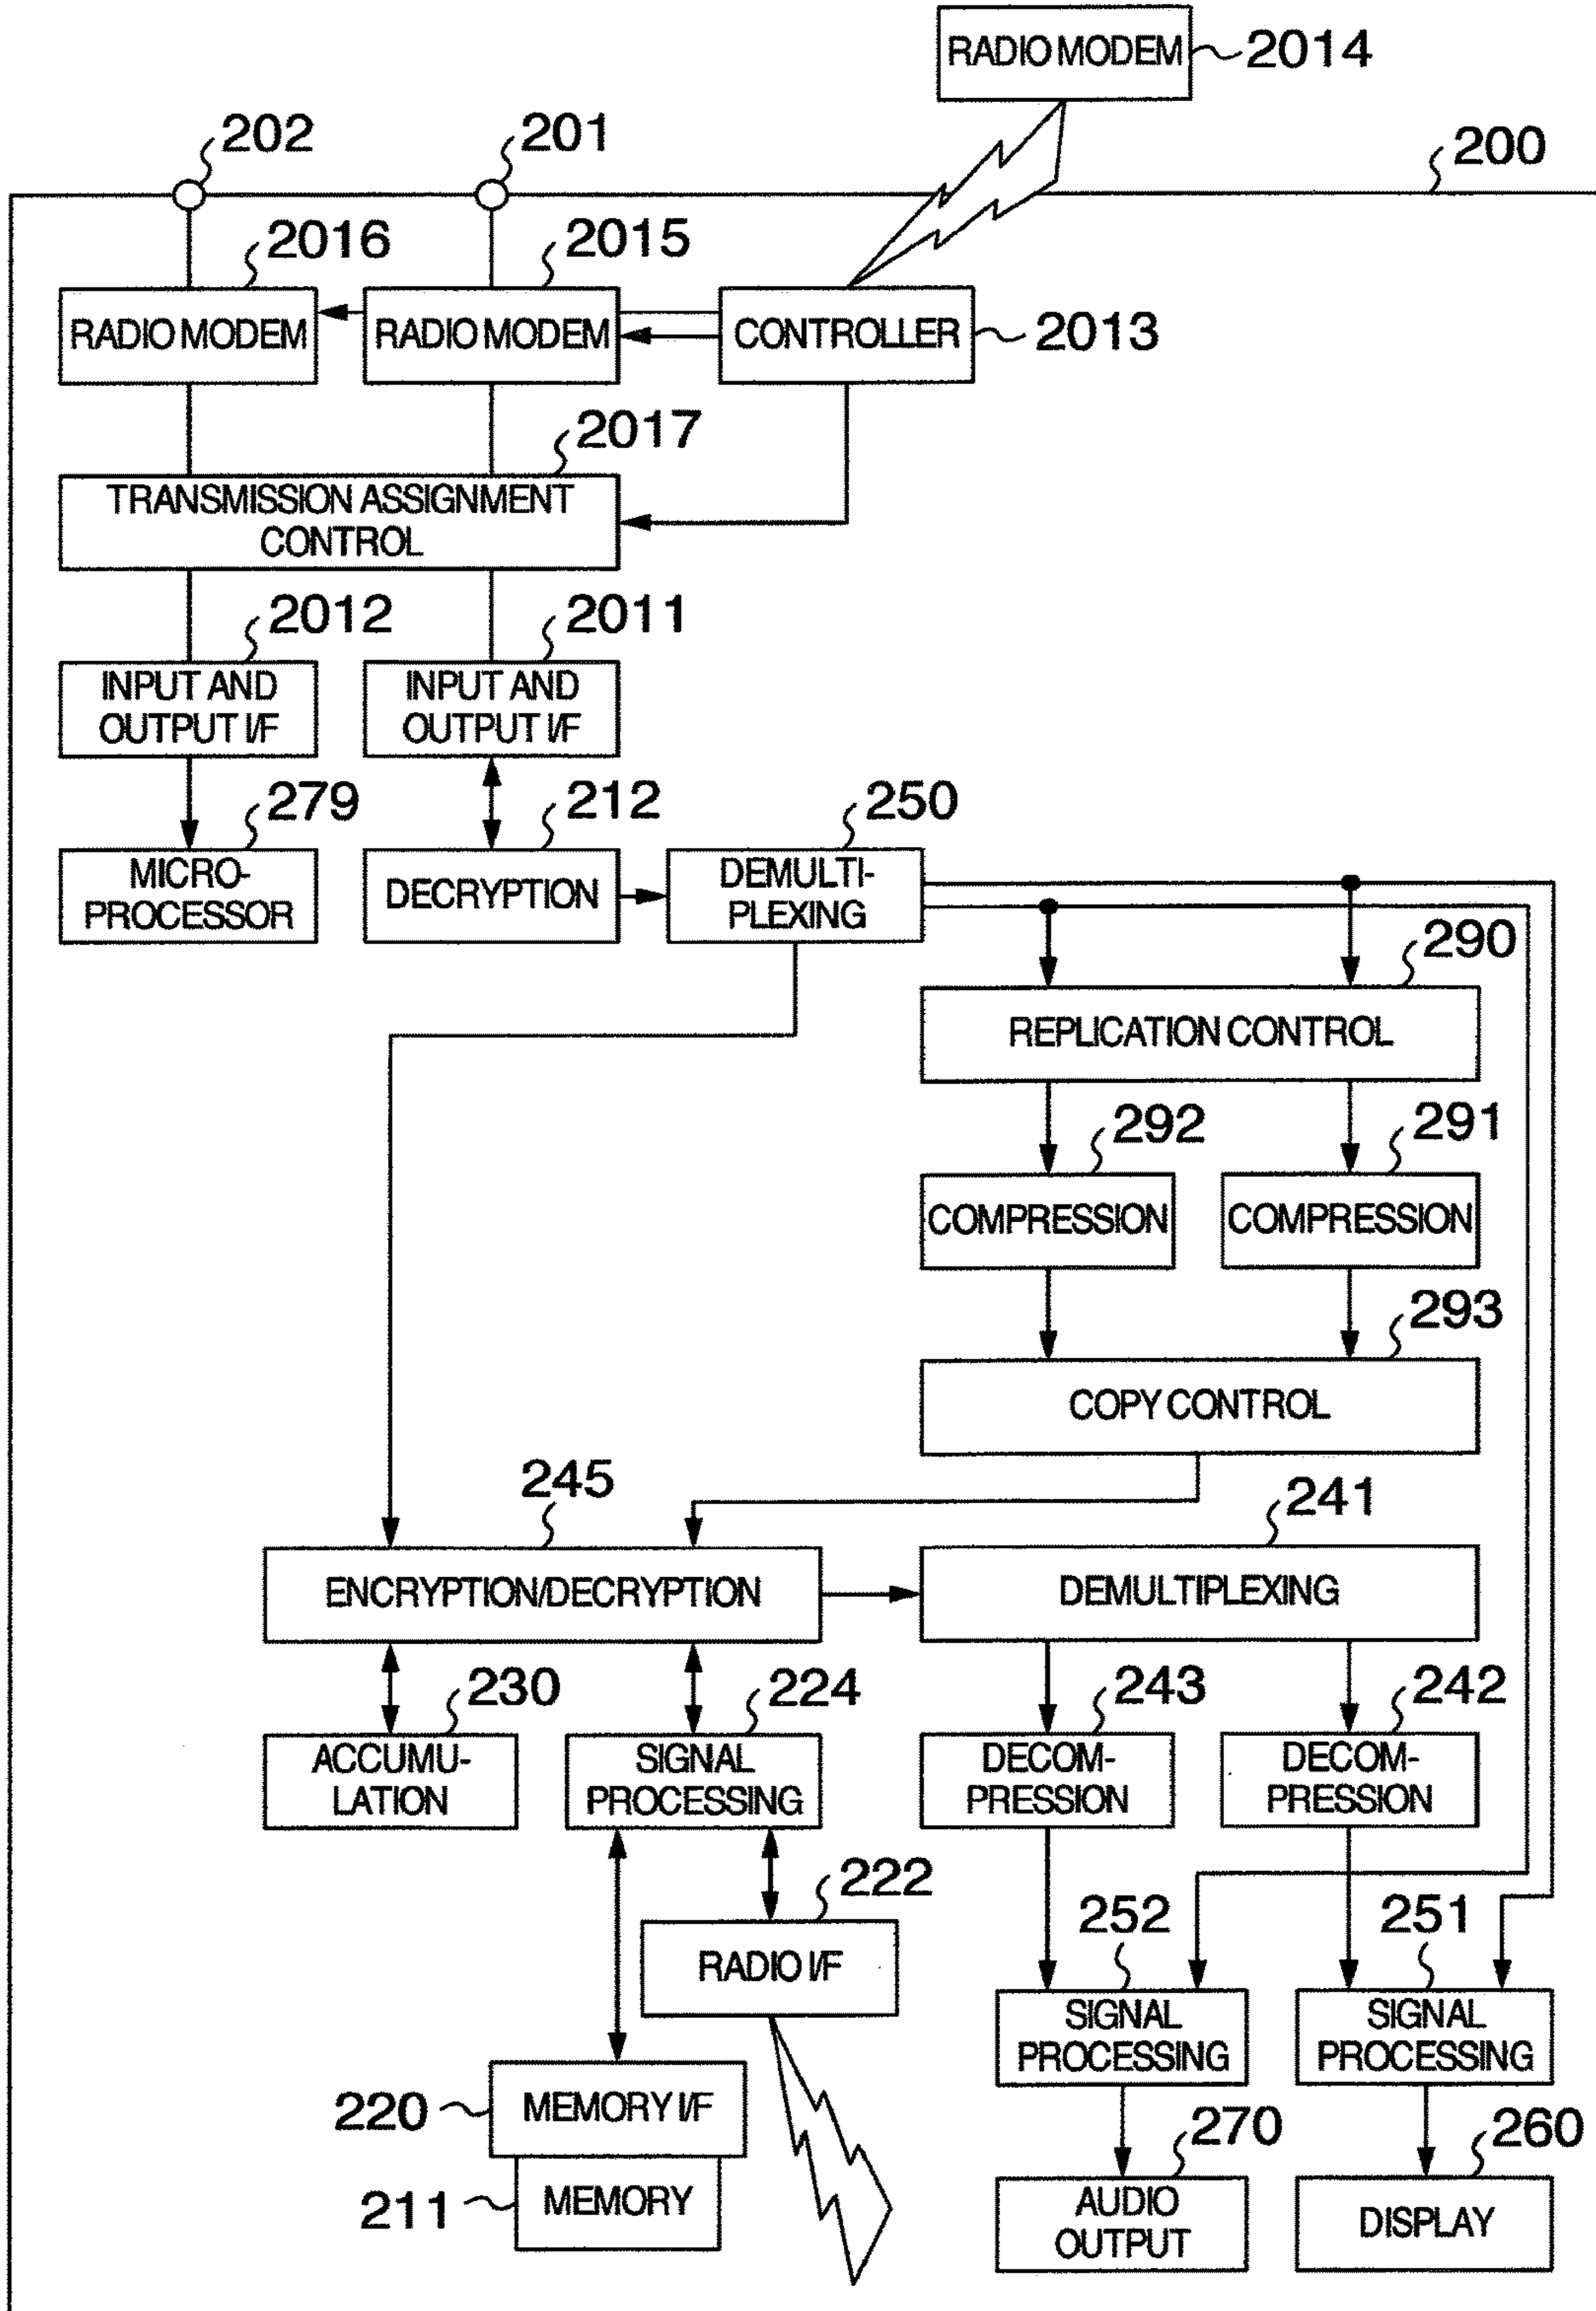 RADIO MODEM
2014
202
201
200
2016
2015
RADIO MODEM
RADIO MODEM
CONTROLLER
2013
2017
TRANSMISSION ASSIGNMENT
CONTROL
2012
2011
INPUT AND
OUTPUT I/F
INPUT AND
OUTPUT I/F
279
212
250
MICRO-
PROCESSOR
DECRYPTION
DEMULTI-
PLEXING
290
REPLICATION CONTROL
292
291
COMPRESSION
COMPRESSION
293
COPY CONTROL
245
241
ENCRYPTION/DECRYPTION
DEMULTIPLEXING
230
224
243
242
ACCUMU-
LATION
SIGNAL
PROCESSING
DECOM-
PRESSION
DECOM-
PRESSION
222
252
251
RADIO I/F
SIGNAL
PROCESSING
SIGNAL
PROCESSING
220
MEMORY I/F
270
260
211
MEMORY
AUDIO
OUTPUT
DISPLAY